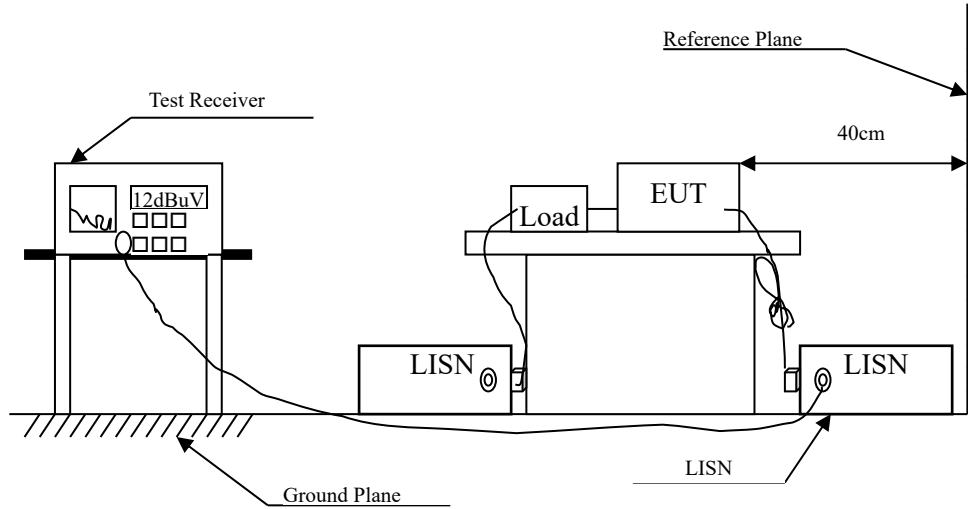 Reference Plane
Test Receiver
40cm
12dBuV
EUT
Load
LISN
LISN
LISN
Ground Plane